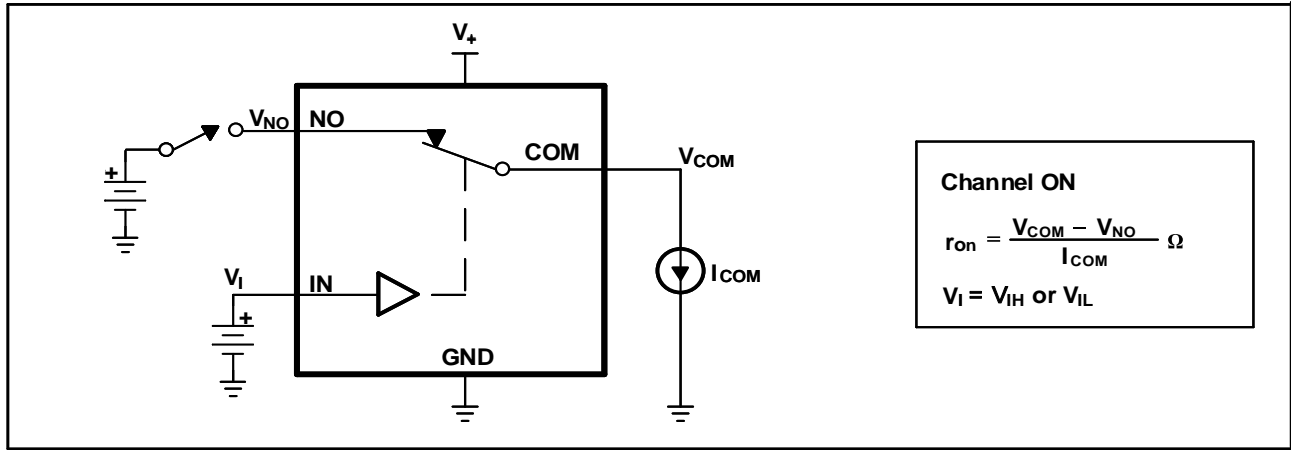 V+
VNO
NO
COM
VCOM
+
Channel ON
ron = VCOM – VNO / ICOM Ω
VI = VIH or VIL
ICOM
VI
IN
+
GND